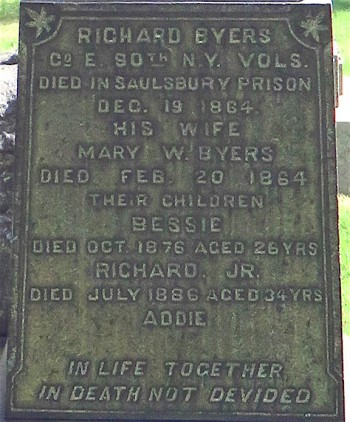 RICHARD BYERS
Co E. 90TH N.Y. VOLS.
DIED IN SAULSBURY PRISON
DEC. 19 1864.
HIS WIFE
MARY W. BYERS
DIED FEB. 20 1864
THEIR CHILDREN
BESSIE
DIED OCT. 1876 AGED 26 YRS
RICHARD, JR.
DIED JULY 1886 AGED 34 YRS
ADDIE
IN LIFE TOGETHER
IN DEATH NOT DEVIDED